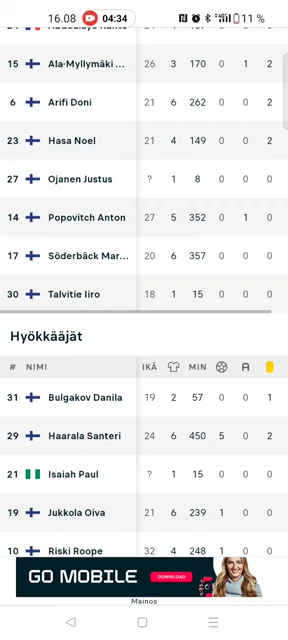 16.08 04:34 11 %
15 Ala-Myllymäki ... 26 3 170 0 1 2
6 Arifi Doni 21 6 262 0 0 2
23 Hasa Noel 21 4 149 0 0 2
27 Ojanen Justus ? 1 8 0 0 0
14 Popovitch Anton 27 5 352 0 1 0
17 Söderbäck Mar... 20 6 357 0 0 0
30 Talvitie Iiro 18 1 15 0 0 0
Hyökkääjät
# NIMI IKÄ MIN
31 Bulgakov Danila 19 2 57 0 0 1
29 Haarala Santeri 24 6 450 5 0 2
21 Isaiah Paul ? 1 15 0 0 0
19 Jukkola Oiva 21 6 239 1 0 0
10 Riski Roope 32 4 248 1 0 0
GO MOBILE DOWNLOAD
Mainos